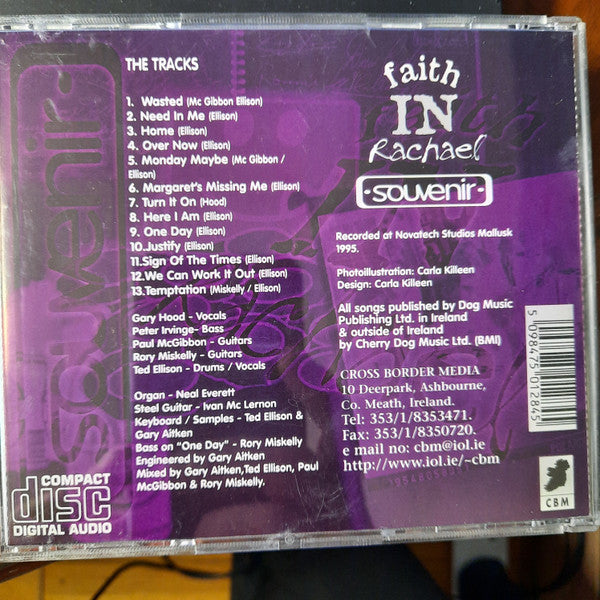 souvenir
THE TRACKS
1. Wasted (Mc Gibbon Ellison)
2. Need In Me (Ellison)
3. Home (Ellison)
4. Over Now (Ellison)
5. Monday Maybe (Mc Gibbon /
Ellison)
6. Margaret's Missing Me (Ellison)
7. Turn It On (Hood)
8. Here I Am (Ellison)
9. One Day (Ellison)
10.Justify (Ellison)
11.Sign Of The Times (Ellison)
12.We Can Work It Out (Ellison)
13.Temptation (Miskelly / Ellison)
Gary Hood - Vocals
Peter Irvinge- Bass
Paul McGibbon - Guitars
Rory Miskelly - Guitars
Ted Ellison - Drums / Vocals
Organ - Neal Everett
Steel Guitar - Ivan Mc Lernon
Keyboard / Samples - Ted Ellison &
Gary Aitken
Bass on "One Day" - Rory Miskelly
Engineered by Gary Aitken
Mixed by Gary Aitken,Ted Ellison, Paul
McGibbon & Rory Miskelly.
COMPACT
disc
DIGITAL AUDIO
faith
IN
Rachael
souvenir
Recorded at Novatech Studios Mallusk
1995.
Photoillustration: Carla Killeen
Design: Carla Killeen
All songs published by Dog Music
Publishing Ltd. in Ireland
& outside of Ireland
by Cherry Dog Music Ltd. (BMI)
CROSS BORDER MEDIA
10 Deerpark, Ashbourne,
Co. Meath, Ireland.
Tel: 353/1/8353471.
Fax: 353/1/8350720.
e mail no: cbm@iol.ie
http://www.iol.ie/~cbm
5 098475 012845
CBM